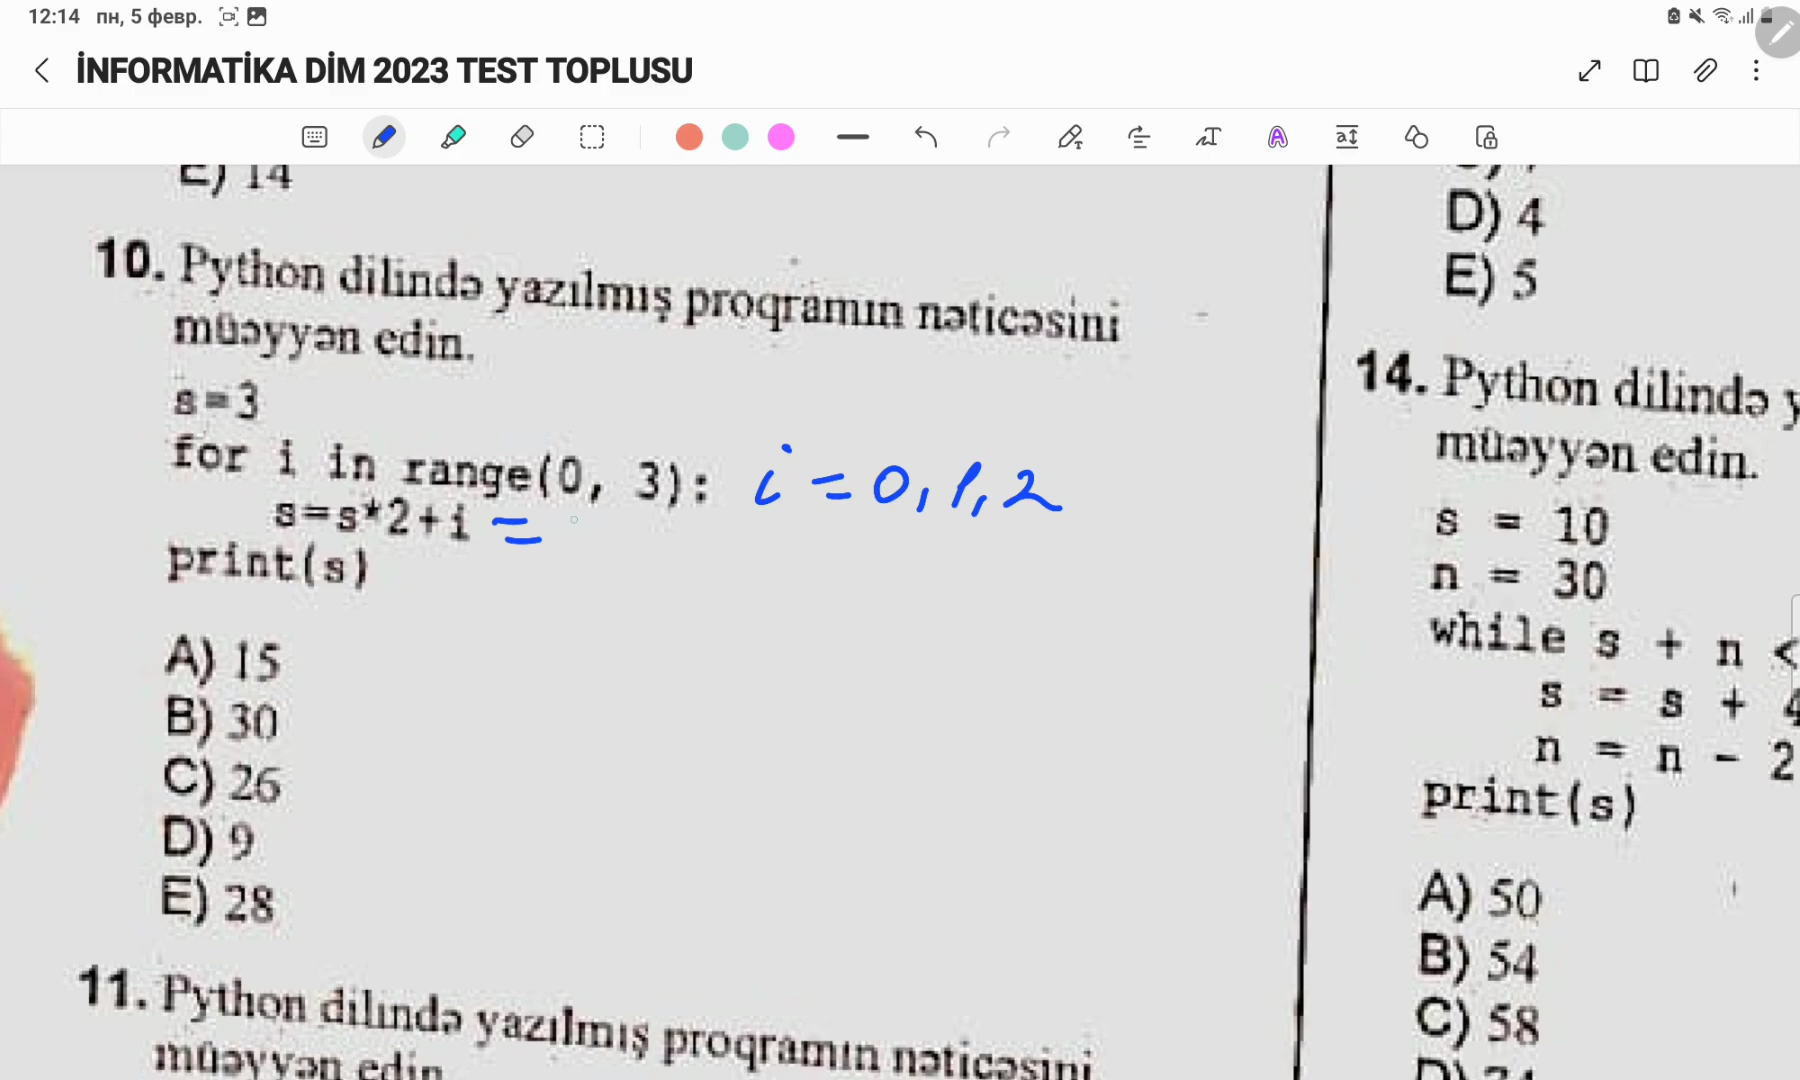 12:14 пн, 5 февр.
İNFORMATİKA DİM 2023 TEST TOPLUSU
E) 14
10. Python dilində yazılmış proqramın nəticəsini
müəyyən edin.
s=3
for i in range(0, 3): i = 0, 1, 2
s=s*2+i =
print(s)
A) 15
B) 30
C) 26
D) 9
E) 28
11. Python dilində yazılmış proqramın nəticəsini
müəyyən edin
D) 4
E) 5
14. Python dilində y
müəyyən edin.
s = 10
n = 30
while s + n <
s = s + 4
n = n - 2
print(s)
A) 50
B) 54
C) 58